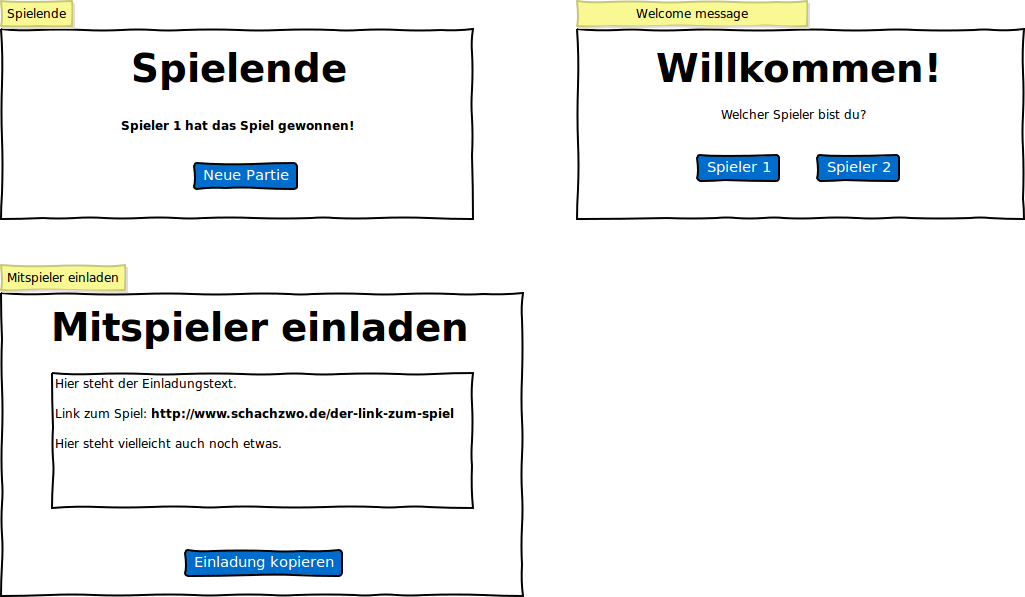 Spielende
Spielende
Spieler 1 hat das Spiel gewonnen!
Neue Partie
Welcome message
Willkommen!
Welcher Spieler bist du?
Spieler 1
Spieler 2
Mitspieler einladen
Mitspieler einladen
Hier steht der Einladungstext.
Link zum Spiel: http://www.schachzwo.de/der-link-zum-spiel
Hier steht vielleicht auch noch etwas.
Einladung kopieren